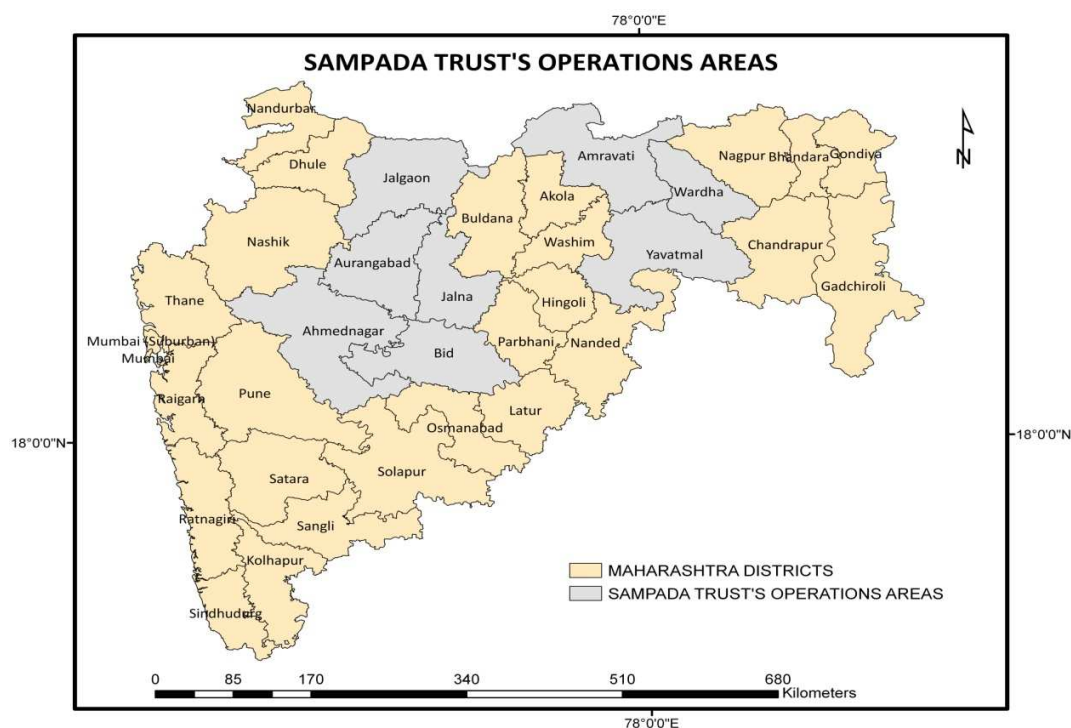 78°0'0"E
SAMPADA TRUST'S OPERATIONS AREAS
Nandurbar
Dhule
Jalgaon
Amravati
Nagpur
Bhandara
Gondiya
N
Wardha
Akola
Buldana
Nashik
Washim
Aurangabad
Yavatmal
Chandrapur
Gadchiroli
Thane
Jalna
Hingoli
Ahmednagar
Mumbai (Suburban)
Mumbai
Parbhani
Nanded
Bid
Pune
Raigarh
Latur
Osmanabad
18°0'0"N
18°0'0"N
Solapur
Satara
Ratnagiri
Sangli
Kolhapur
MAHARASHTRA DISTRICTS
SAMPADA TRUST'S OPERATIONS AREAS
Sindhudurg
0 85 170 340 510 680
Kilometers
78°0'0"E